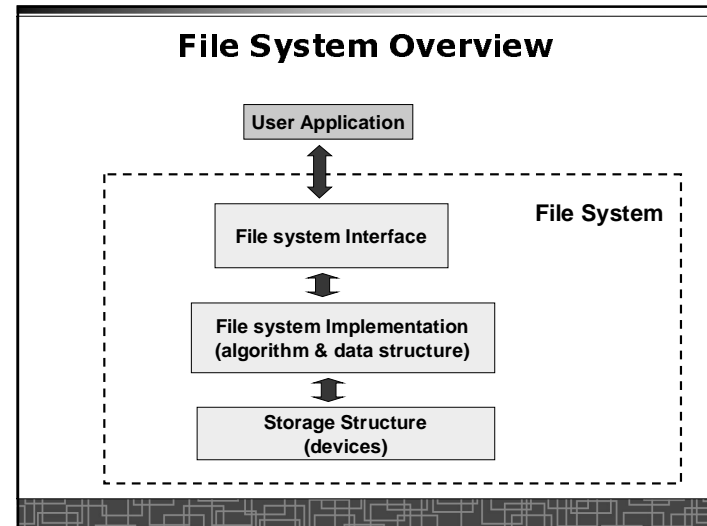 File System Overview
User Application
File System
File system Interface
File system Implementation
(algorithm & data structure)
Storage Structure
(devices)